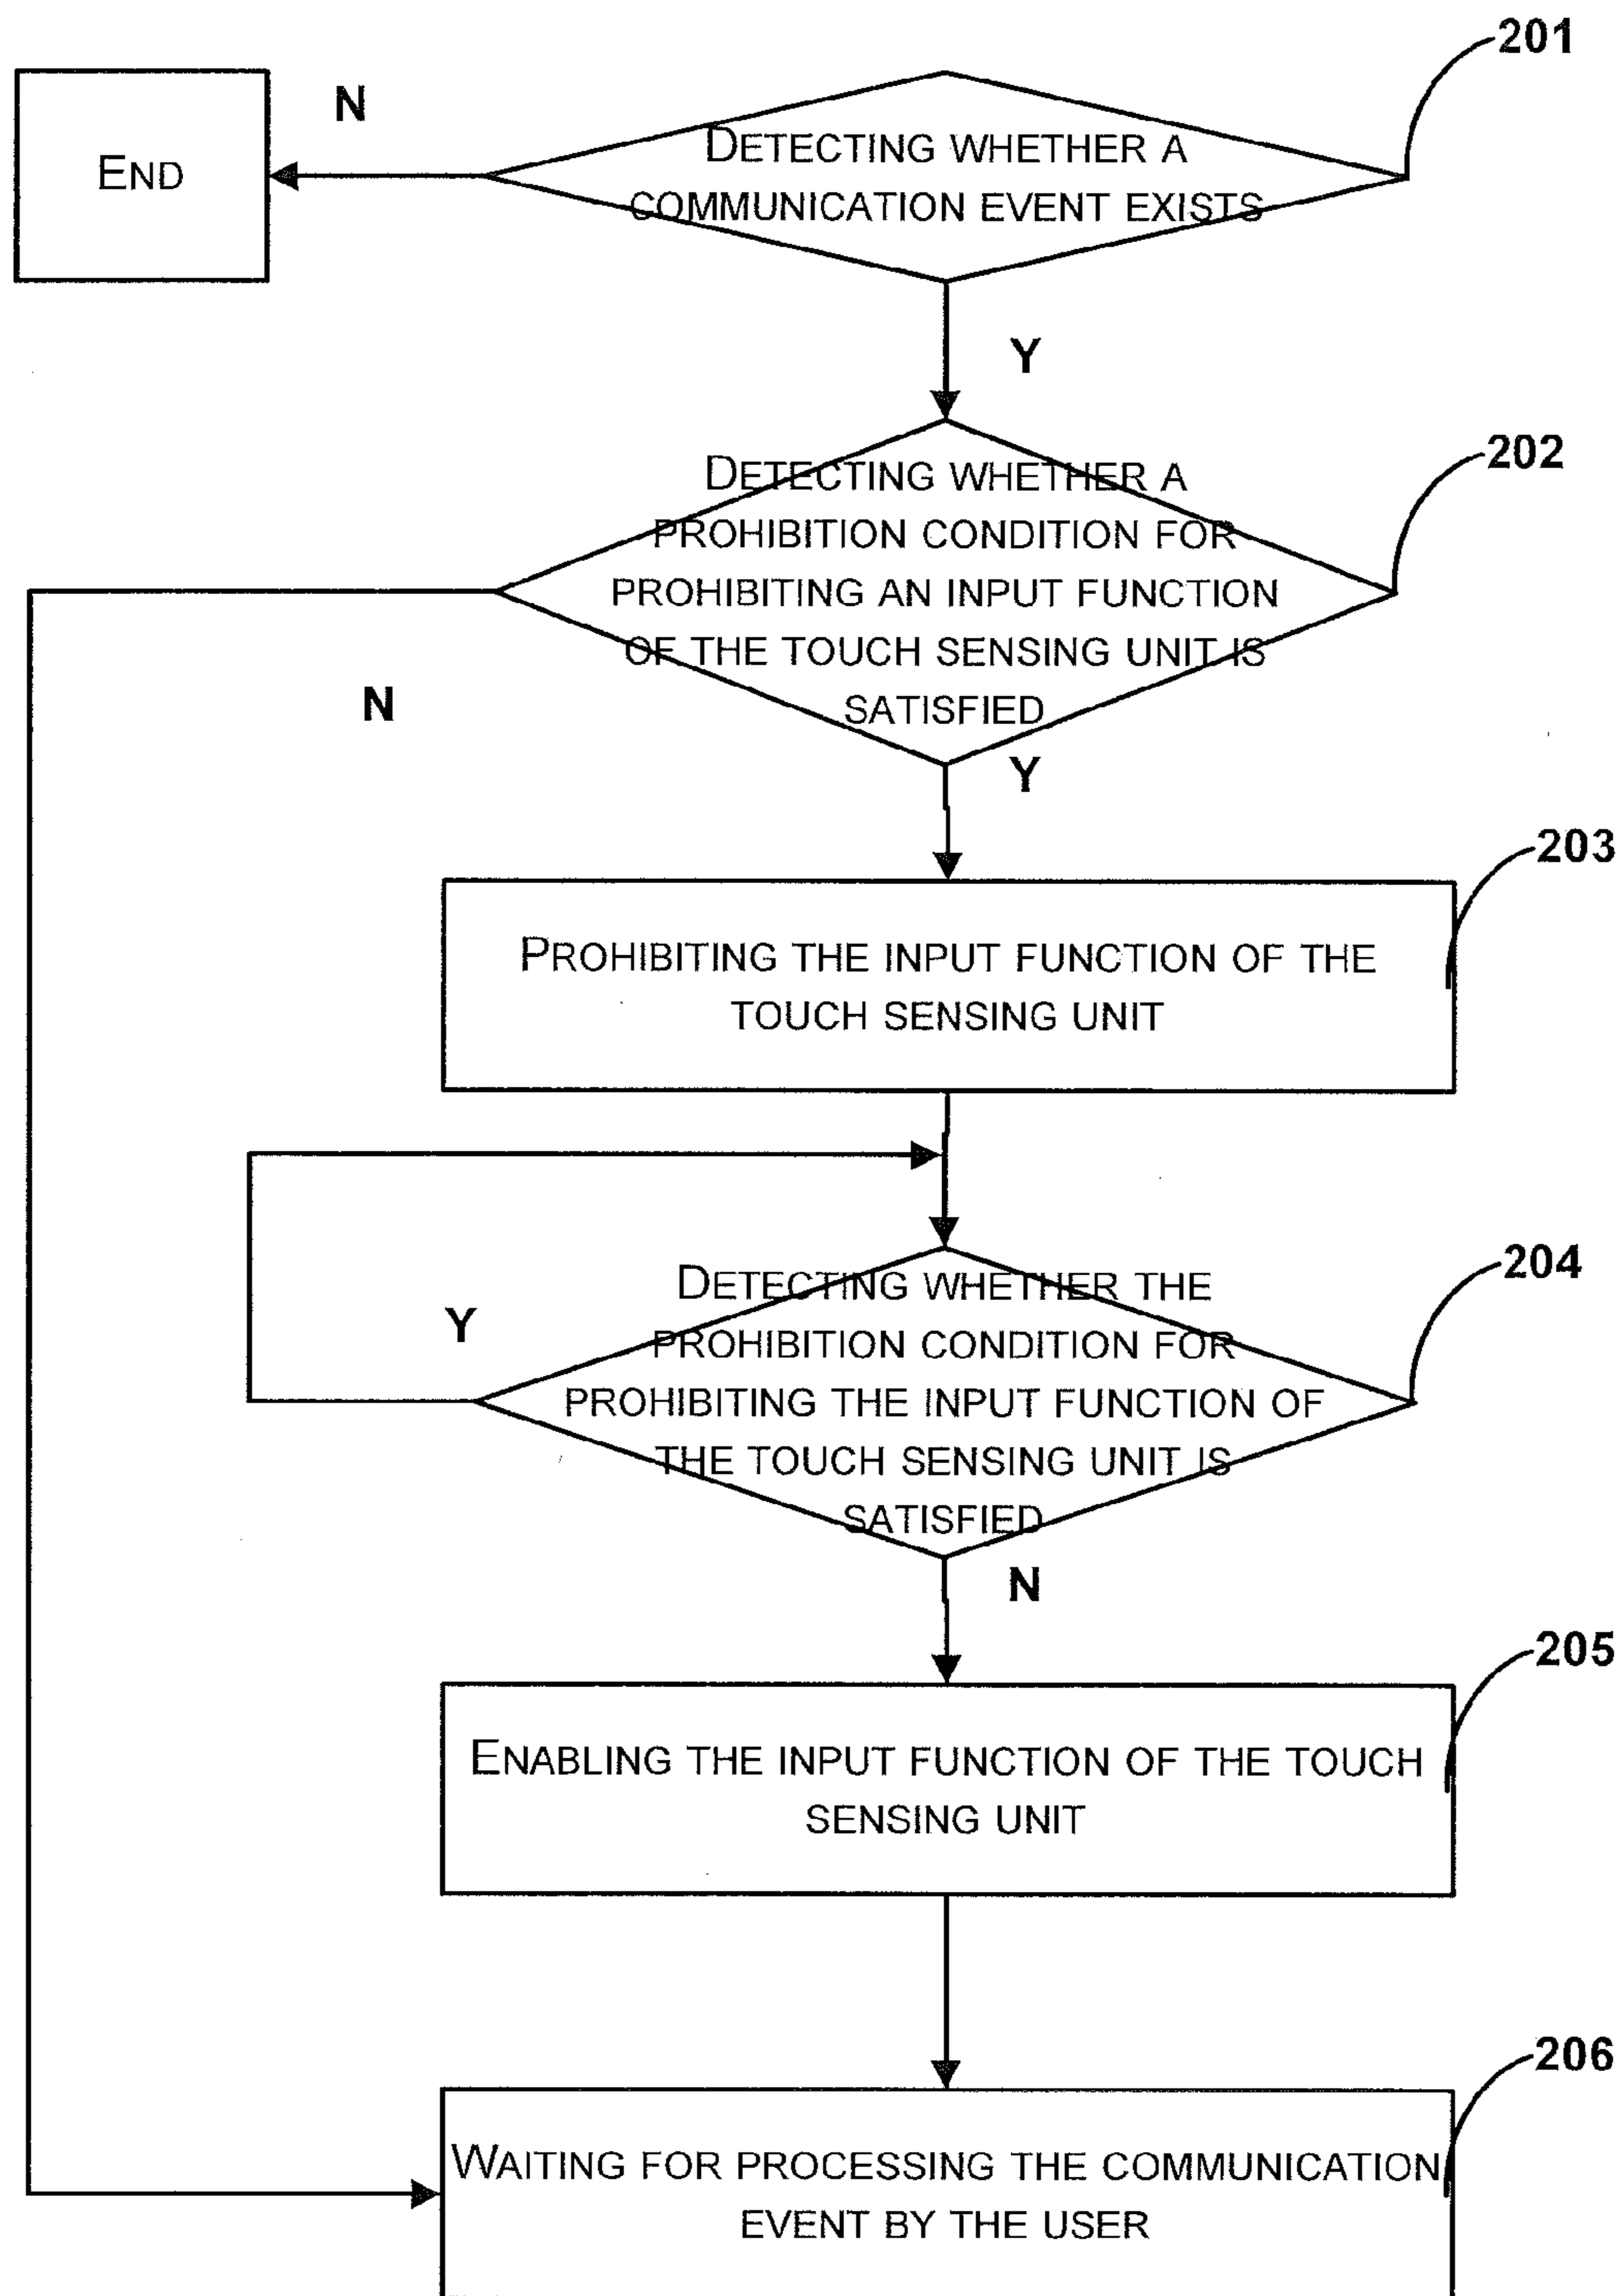 201
END
N
DETECTING WHETHER A
COMMUNICATION EVENT EXISTS
Y
202
DETECTING WHETHER A
PROHIBITION CONDITION FOR
PROHIBITING AN INPUT FUNCTION
OF THE TOUCH SENSING UNIT IS
SATISFIED
N
Y
203
PROHIBITING THE INPUT FUNCTION OF THE
TOUCH SENSING UNIT
204
DETECTING WHETHER THE
PROHIBITION CONDITION FOR
PROHIBITING THE INPUT FUNCTION OF
THE TOUCH SENSING UNIT IS
SATISFIED
Y
N
205
ENABLING THE INPUT FUNCTION OF THE TOUCH
SENSING UNIT
206
WAITING FOR PROCESSING THE COMMUNICATION
EVENT BY THE USER